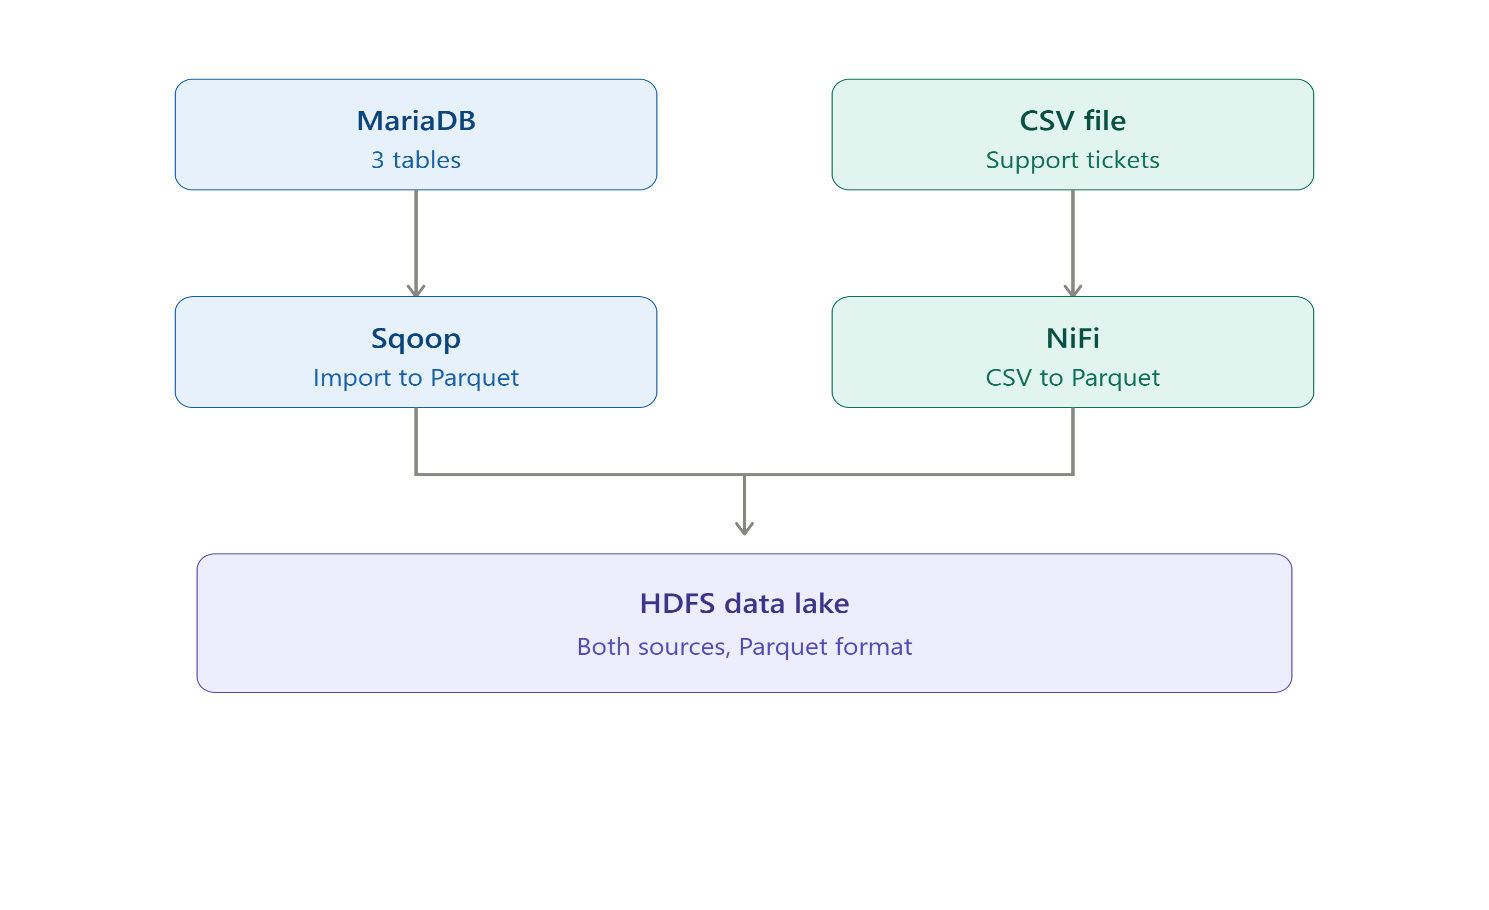 MariaDB
3 tables
CSV file
Support tickets
Sqoop
Import to Parquet
NiFi
CSV to Parquet
HDFS data lake
Both sources, Parquet format